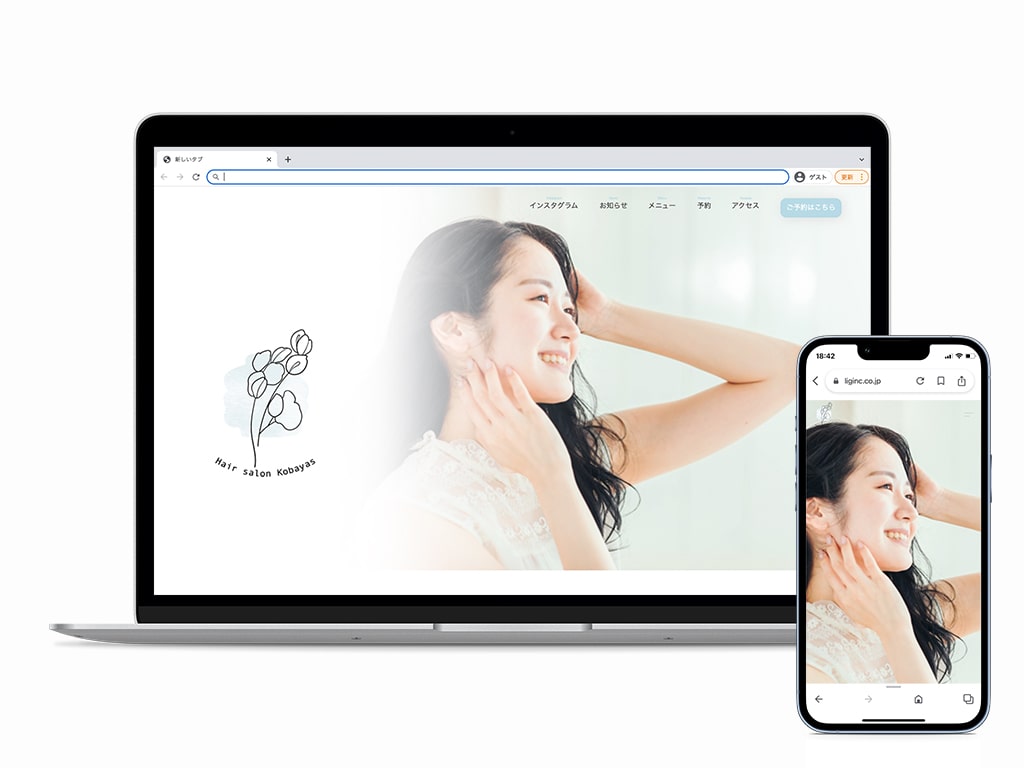 新しいタブ
ゲスト
更新
インスタグラム お知らせ メニュー 予約 アクセス ご予約はこちら
Hair salon Kobayas
18:42
liginc.co.jp